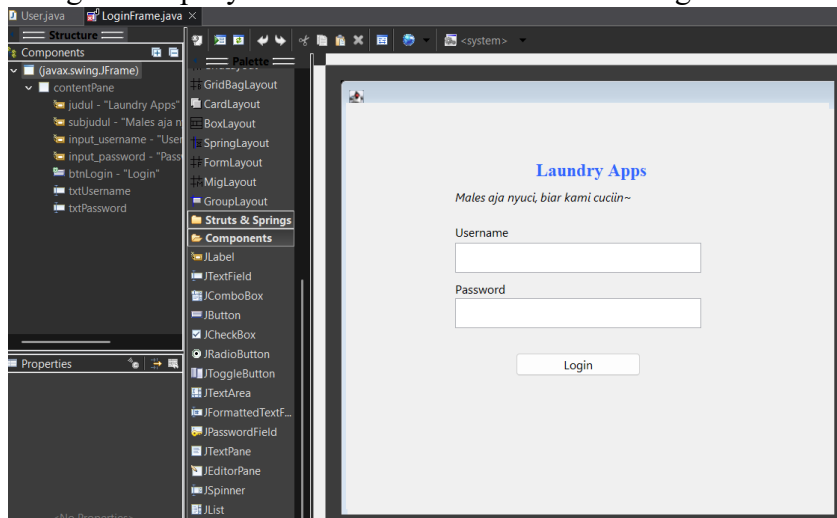 User.java LoginFrame.java
Structure
Components
(javax.swing.JFrame)
contentPane
judul - "Laundry Apps"
subjudul - "Males aja n
input_username - "User
input_password - "Pass
btnLogin - "Login"
txtUsername
txtPassword
Properties
<No Properties>
<system>
Palette
GridBagLayout
CardLayout
BoxLayout
SpringLayout
FormLayout
MigLayout
GroupLayout
Struts & Springs
Components
JLabel
JTextField
JComboBox
JButton
JCheckBox
JRadioButton
JToggleButton
JTextArea
JFormattedTextF...
JPasswordField
JTextPane
JEditorPane
JSpinner
JList
Laundry Apps
Males aja nyuci, biar kami cuciin~
Username
Password
Login